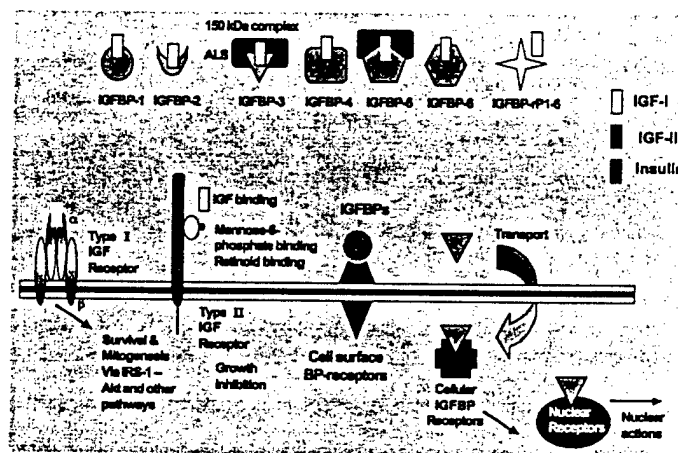 150 kDa complex
ALS
IGFBP-1
IGFBP-2
IGFBP-3
IGFBP-4
IGFBP-5
IGFBP-6
IGFBP-rP1-6
IGF-I
IGF-II
Insulin
IGF binding
Mannose-6-
phosphate binding
Retinoid binding
IGFBPs
Transport
α
Type I
IGF
Receptor
β
Survival &
Mitogenesis
Via IRS-1 –
Akt and other
pathways
Type II
IGF
Receptor
Growth
Inhibition
Cell surface
BP-receptors
Cellular
IGFBP
Receptors
Nuclear
Receptors
Nuclear
actions